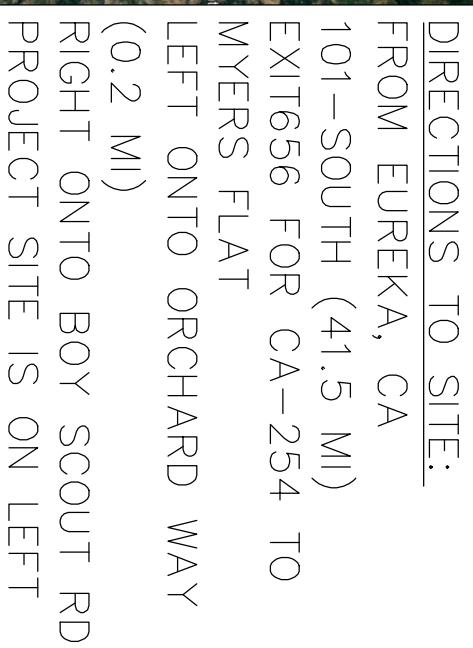 DIRECTIONS TO SITE:
FROM EUREKA, CA
101-SOUTH (41.5 MI)
EXIT656 FOR CA-254 TO
MYERS FLAT
LEFT ONTO ORCHARD WAY
(0.2 MI)
RIGHT ONTO BOY SCOUT RD
PROJECT SITE IS ON LEFT